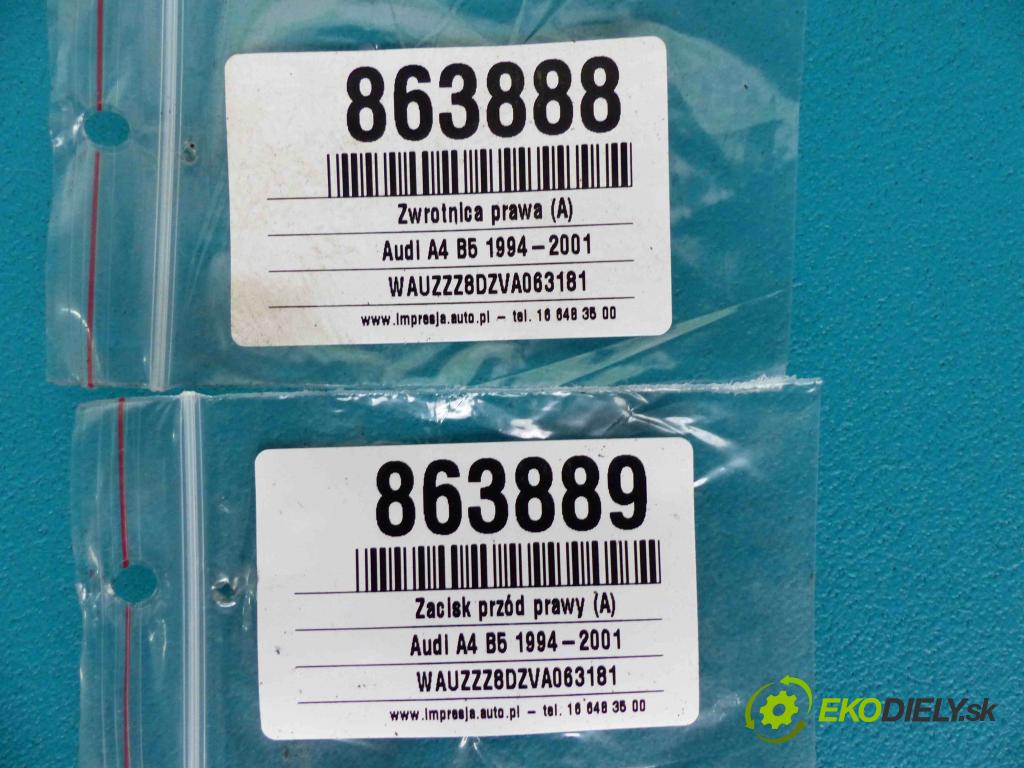 863888
Zwrotnica prawa (A)
Audi A4 B5 1994-2001
WAUZZZ8DZVA063181
www.impresja.auto.pl - tel. 16 648 35 00
863889
Zacisk przód prawy (A)
Audi A4 B5 1994-2001
WAUZZZ8DZVA063181
www.impresja.auto.pl - tel. 16 648 35 00
EKODIELY.sk